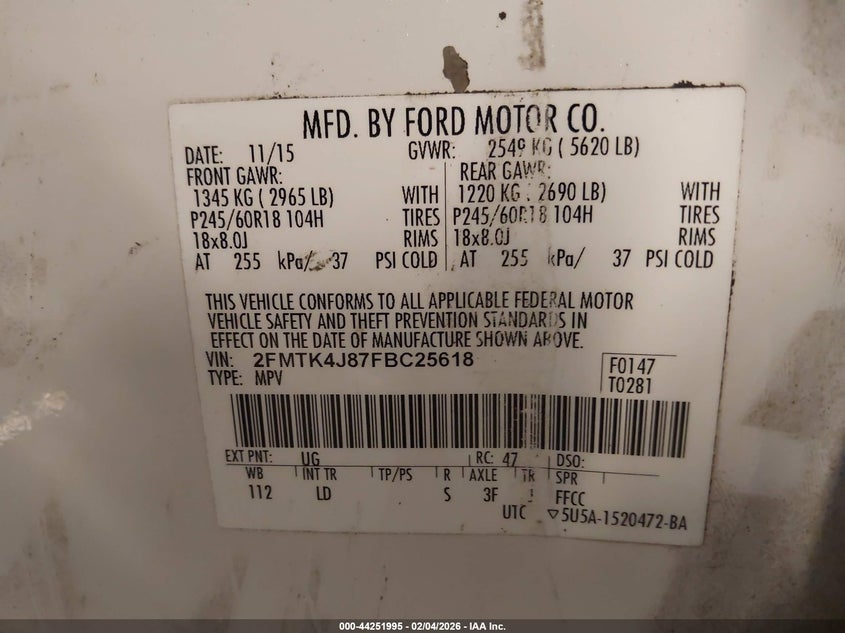 MFD. BY FORD MOTOR CO.
DATE: 11/15 GVWR: 2549 KG ( 5620 LB)
FRONT GAWR: REAR GAWR:
1345 KG ( 2965 LB) WITH 1220 KG ( 2690 LB) WITH
P245/60R18 104H TIRES P245/60R18 104H TIRES
18x8.0J RIMS 18x8.0J RIMS
AT 255 kPa/ 37 PSI COLD AT 255 kPa/ 37 PSI COLD
THIS VEHICLE CONFORMS TO ALL APPLICABLE FEDERAL MOTOR
VEHICLE SAFETY AND THEFT PREVENTION STANDARDS IN
EFFECT ON THE DATE OF MANUFACTURE SHOWN ABOVE.
VIN: 2FMTK4J87FBC25618 F0147
TYPE: MPV T0281
EXT PNT: UG RC: 47 DSO:
WB INT TR TP/PS R AXLE TR SPR
112 LD S 3F FFCC
UTC ▽5U5A-1520472-BA
000-44251995 - 02/04/2026 - IAA Inc.